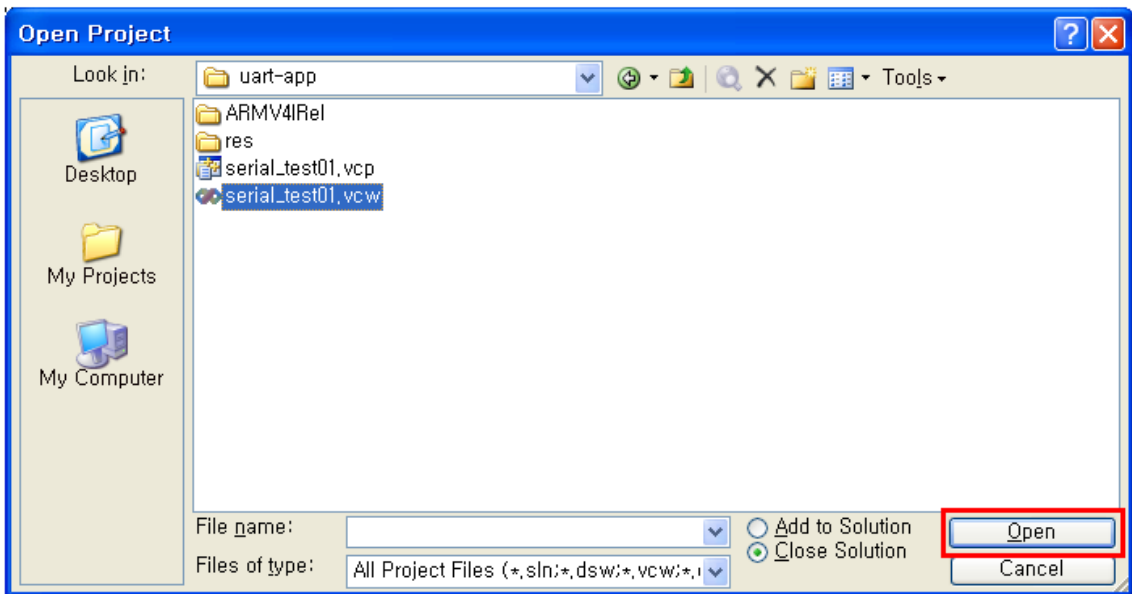 Open Project
Look in:
uart-app
Tools
Desktop
My Projects
My Computer
ARMV4IRel
res
serial_test01,vcp
serial_test01,vcw
File name:
Files of type:
All Project Files (*,sln;*,dsw;*,vcw;*,
Add to Solution
Close Solution
Open
Cancel